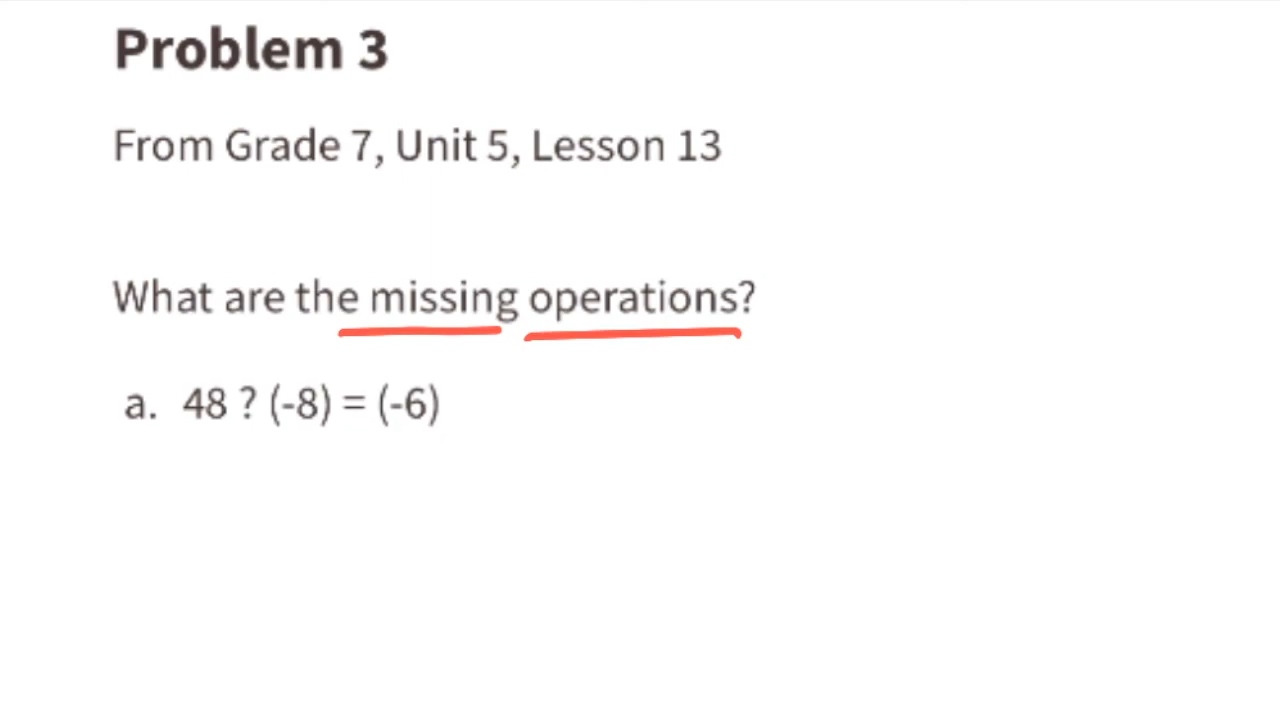 Problem 3
From Grade 7, Unit 5, Lesson 13
What are the missing operations?
a. 48 ? (-8) = (-6)